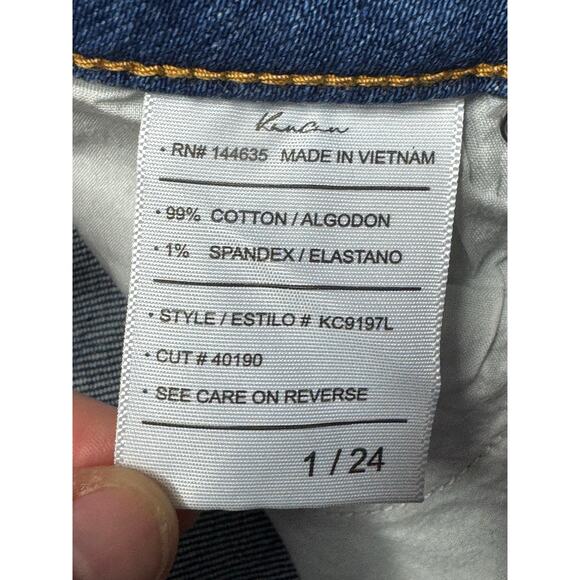 KanCan
• RN# 144635 MADE IN VIETNAM
• 99% COTTON / ALGODON
• 1% SPANDEX / ELASTANO
• STYLE / ESTILO # KC9197L
• CUT # 40190
• SEE CARE ON REVERSE
1 / 24